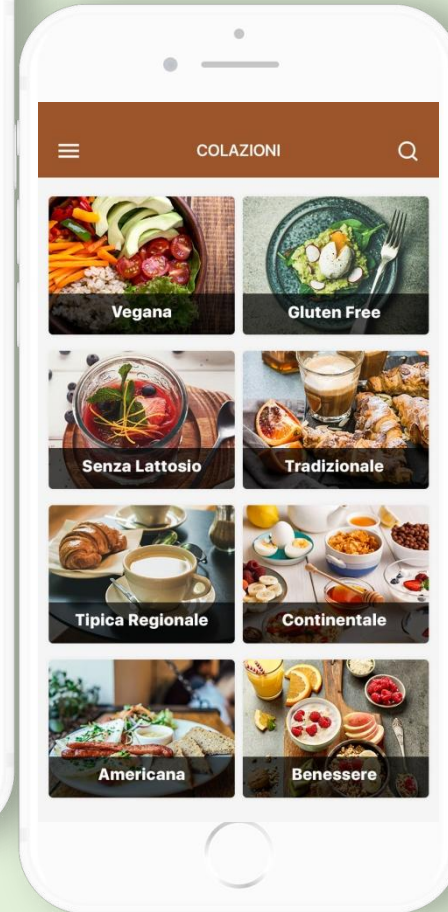 COLAZIONI
Vegana
Gluten Free
Senza Lattosio
Tradizionale
Tipica Regionale
Continentale
Americana
Benessere